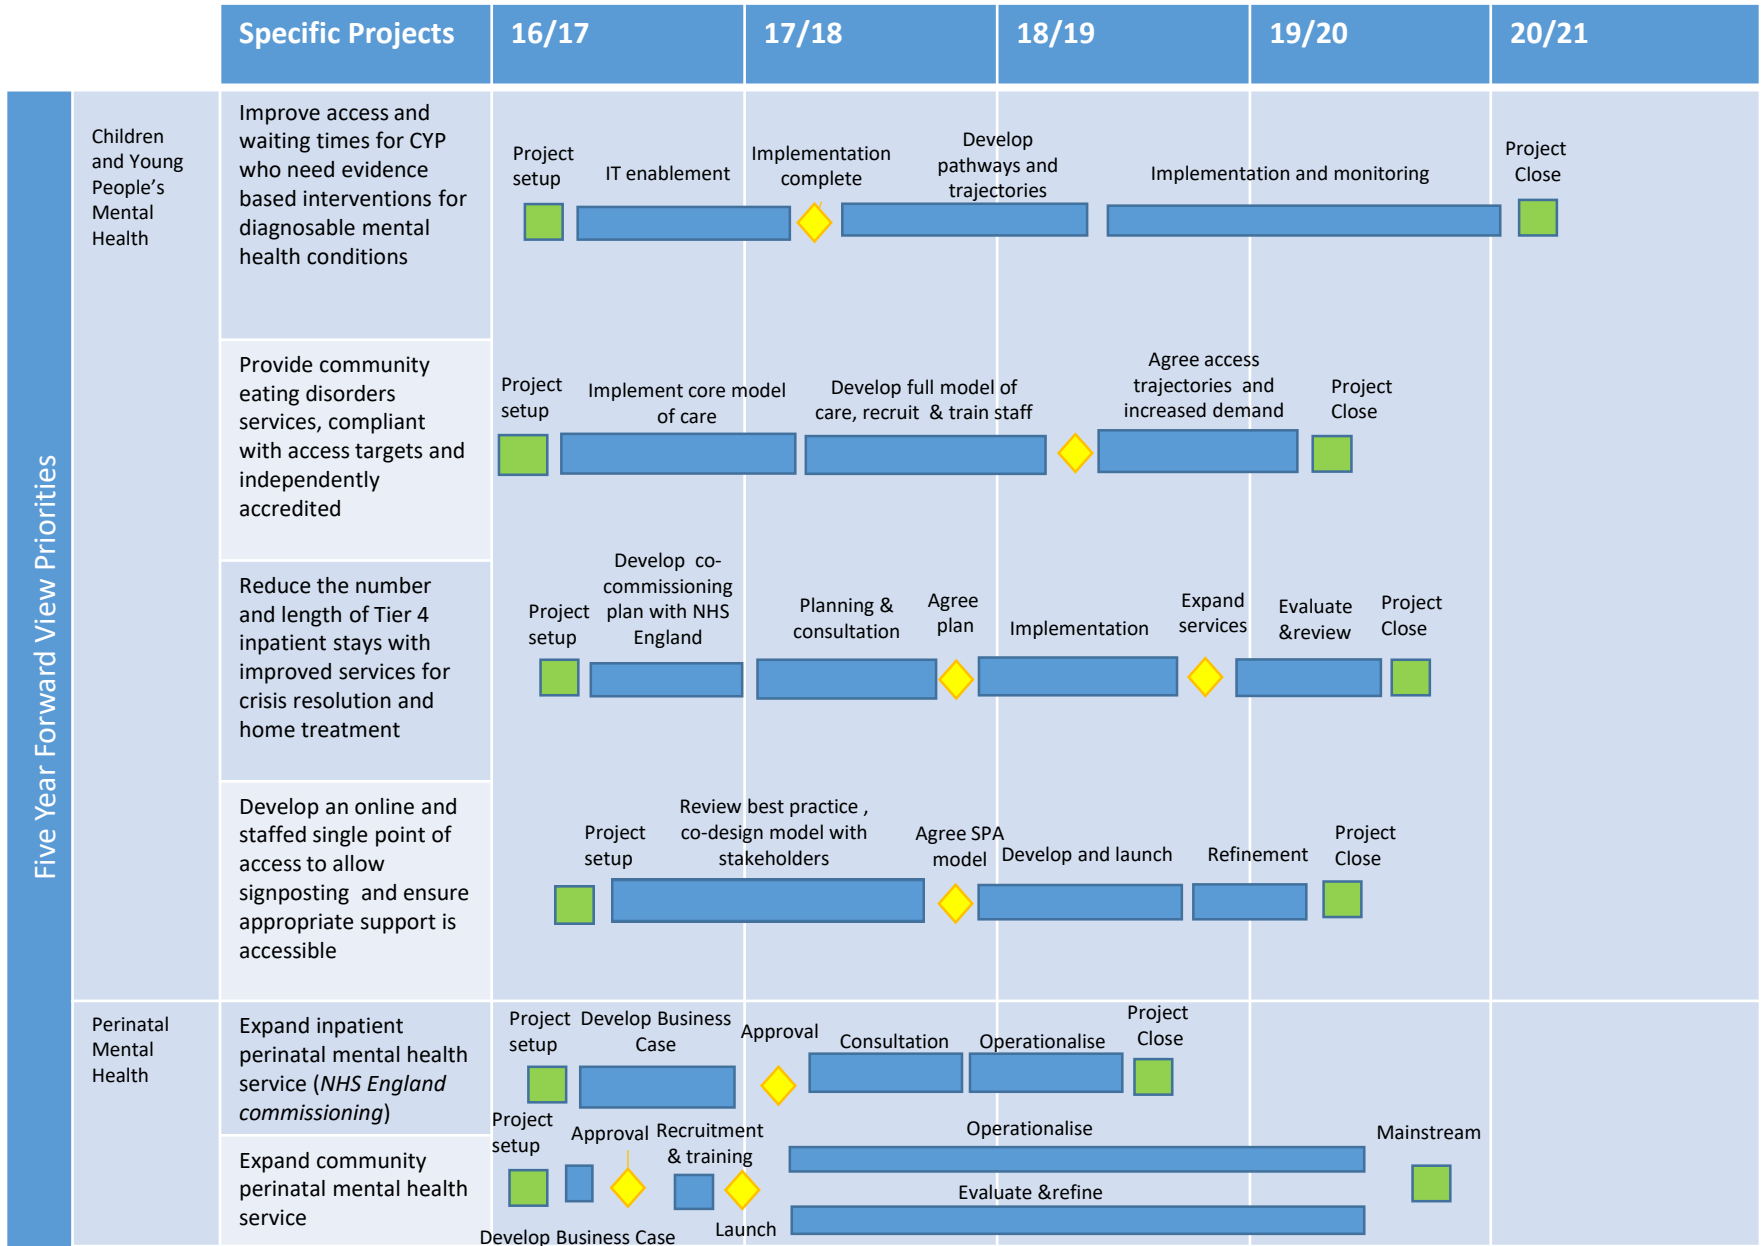 Specific Projects
16/17
17/18
18/19
19/20
20/21
Five Year Forward View Priorities
Children
and Young
People’s
Mental
Health
Improve access and
waiting times for CYP
who need evidence
based interventions for
diagnosable mental
health conditions
Project
setup
IT enablement
Implementation
complete
Develop
pathways and
trajectories
Implementation and monitoring
Project
Close
Provide community
eating disorders
services, compliant
with access targets and
independently
accredited
Project
setup
Implement core model
of care
Develop full model of
care, recruit & train staff
Agree access
trajectories and
increased demand
Project
Close
Reduce the number
and length of Tier 4
inpatient stays with
improved services for
crisis resolution and
home treatment
Project
setup
Develop co-
commissioning
plan with NHS
England
Planning &
consultation
Agree
plan
Implementation
Expand
services
Evaluate
&review
Project
Close
Develop an online and
staffed single point of
access to allow
signposting and ensure
appropriate support is
accessible
Project
setup
Review best practice ,
co-design model with
stakeholders
Agree SPA
model
Develop and launch
Refinement
Project
Close
Perinatal
Mental
Health
Expand inpatient
perinatal mental health
service (NHS England
commissioning)
Project
setup
Develop Business
Case
Approval
Consultation
Operationalise
Project
Close
Expand community
perinatal mental health
service
Project
setup
Develop Business Case
Approval
Recruitment
& training
Launch
Operationalise
Evaluate &refine
Mainstream